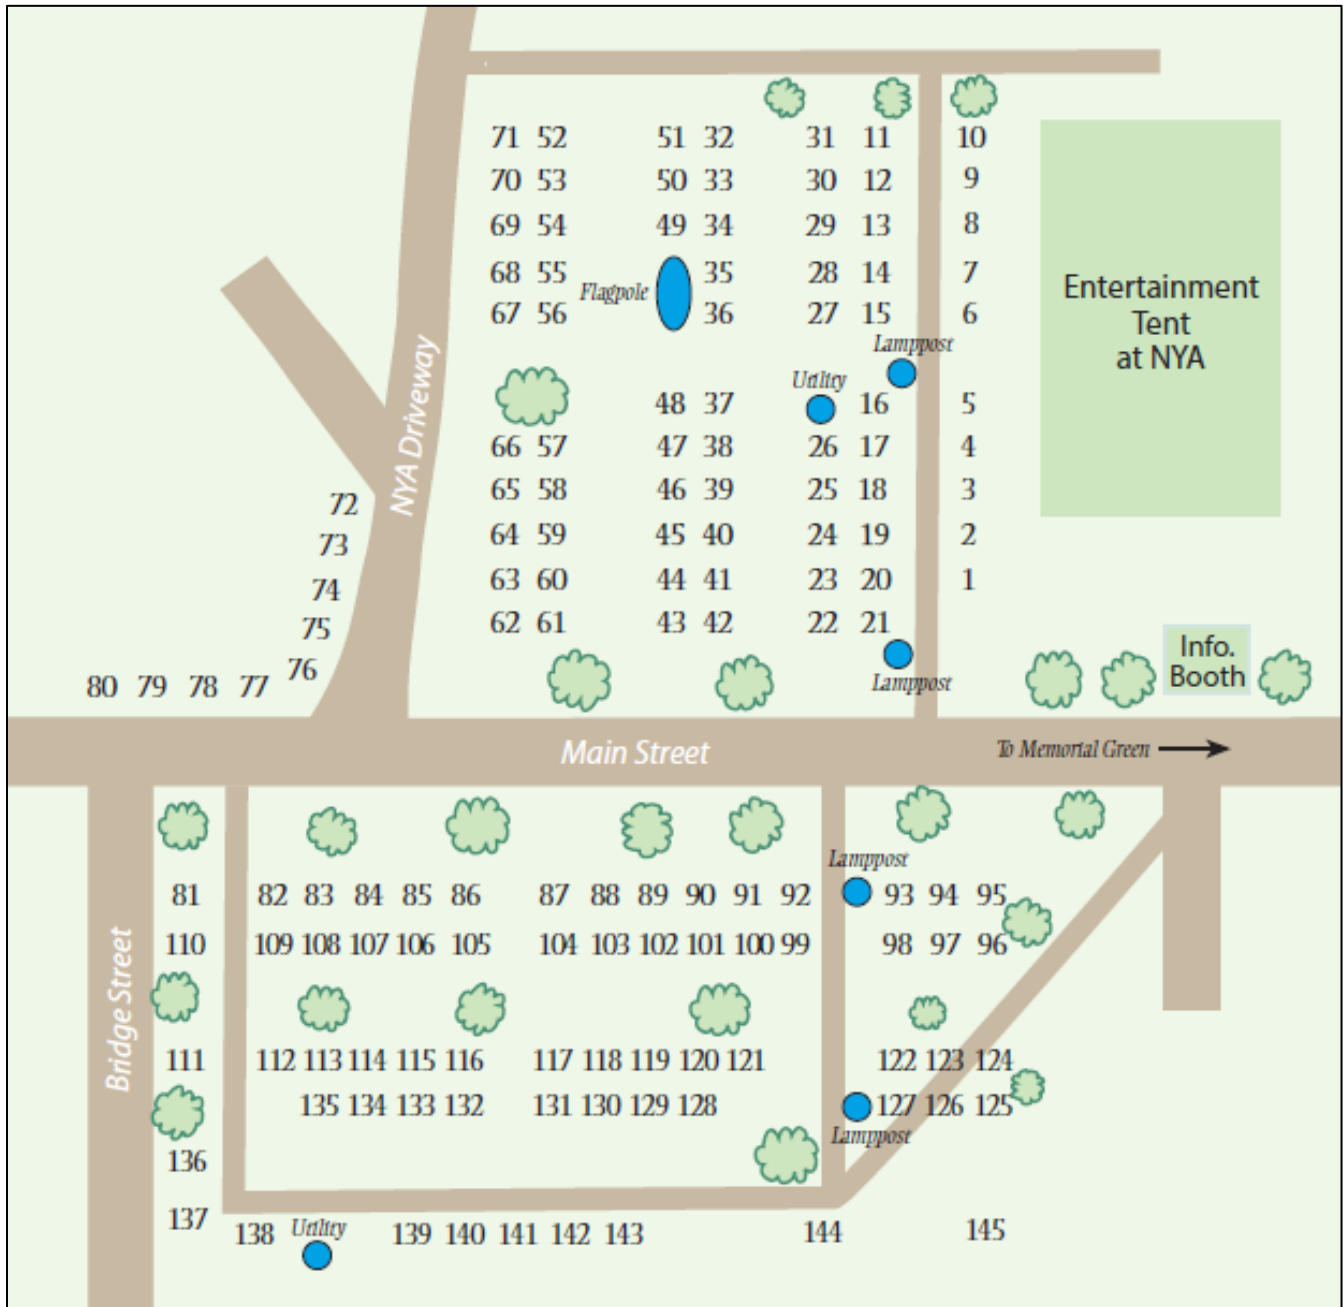 71 52 51 32 31 11 10
70 53 50 33 30 12 9
69 54 49 34 29 13 8
68 55 35 28 14 7
Flagpole
67 56 36 27 15 6
Entertainment
Tent
at NYA
Lamppost
Utility
48 37 16 5
66 57 47 38 26 17 4
65 58 46 39 25 18 3
NYA Driveway
72
64 59 45 40 24 19 2
73
63 60 44 41 23 20 1
74
62 61 43 42 22 21
75
76
80 79 78 77
Lamppost
Info.
Booth
Main Street
To Memorial Green
Lamppost
81 82 83 84 85 86 87 88 89 90 91 92 93 94 95
110 109 108 107 106 105 104 103 102 101 100 99 98 97 96
Bridge Street
111 112 113 114 115 116 117 118 119 120 121 122 123 124
135 134 133 132 131 130 129 128 127 126 125
Lamppost
136
137
138 Utility 139 140 141 142 143 144 145